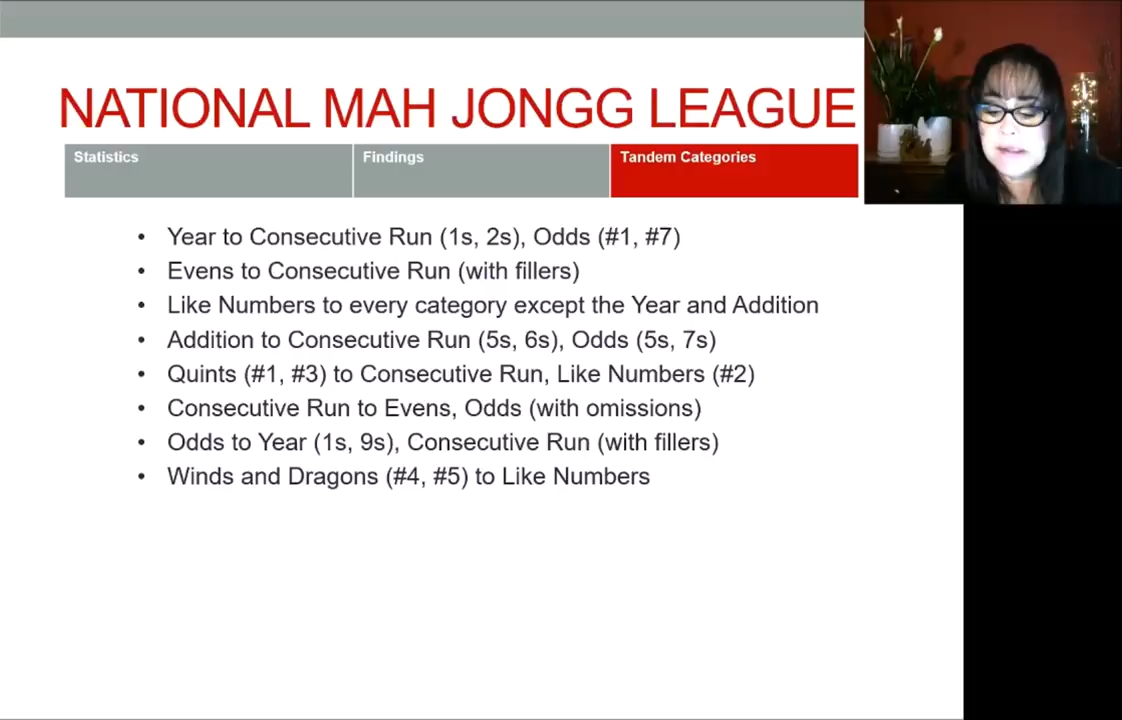 NATIONAL MAH JONGG LEAGUE
Statistics
Findings
Tandem Categories
• Year to Consecutive Run (1s, 2s), Odds (#1, #7)
• Evens to Consecutive Run (with fillers)
• Like Numbers to every category except the Year and Addition
• Addition to Consecutive Run (5s, 6s), Odds (5s, 7s)
• Quints (#1, #3) to Consecutive Run, Like Numbers (#2)
• Consecutive Run to Evens, Odds (with omissions)
• Odds to Year (1s, 9s), Consecutive Run (with fillers)
• Winds and Dragons (#4, #5) to Like Numbers